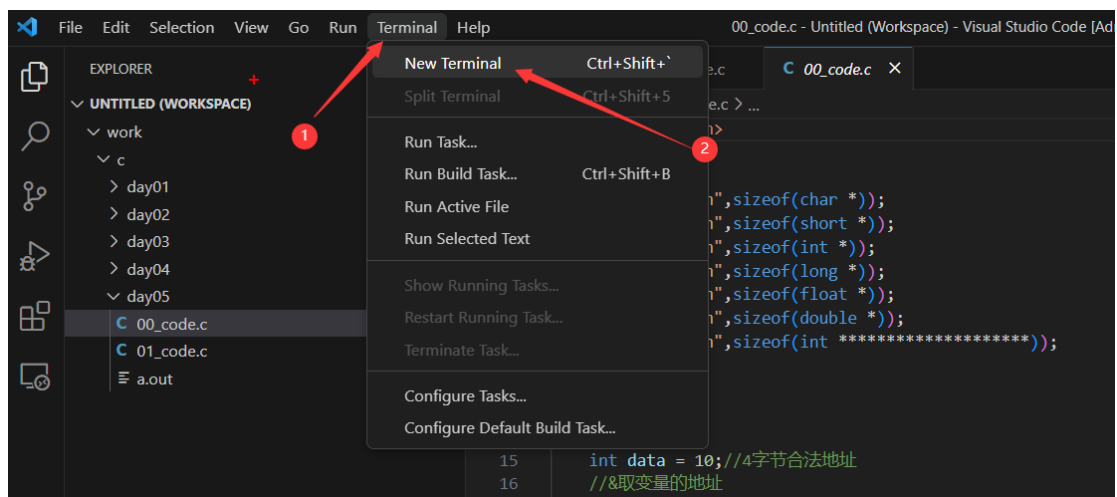 File Edit Selection View Go Run Terminal Help 00_code.c - Untitled (Workspace) - Visual Studio Code [Ad
EXPLORER
UNTITLED (WORKSPACE)
work
c
day01
day02
day03
day04
day05
C 00_code.c
C 01_code.c
a.out
1
New Terminal Ctrl+Shift+`
Split Terminal Ctrl+Shift+5
2
Run Task...
Run Build Task... Ctrl+Shift+B
Run Active File
Run Selected Text
Show Running Tasks...
Restart Running Task...
Terminate Task...
Configure Tasks...
Configure Default Build Task...
e.c C 00_code.c ×
e.c > ...
>
",sizeof(char *));
",sizeof(short *));
",sizeof(int *));
",sizeof(long *));
",sizeof(float *));
",sizeof(double *));
",sizeof(int ********************));
15 int data = 10;//4字节合法地址
16 //&取变量的地址